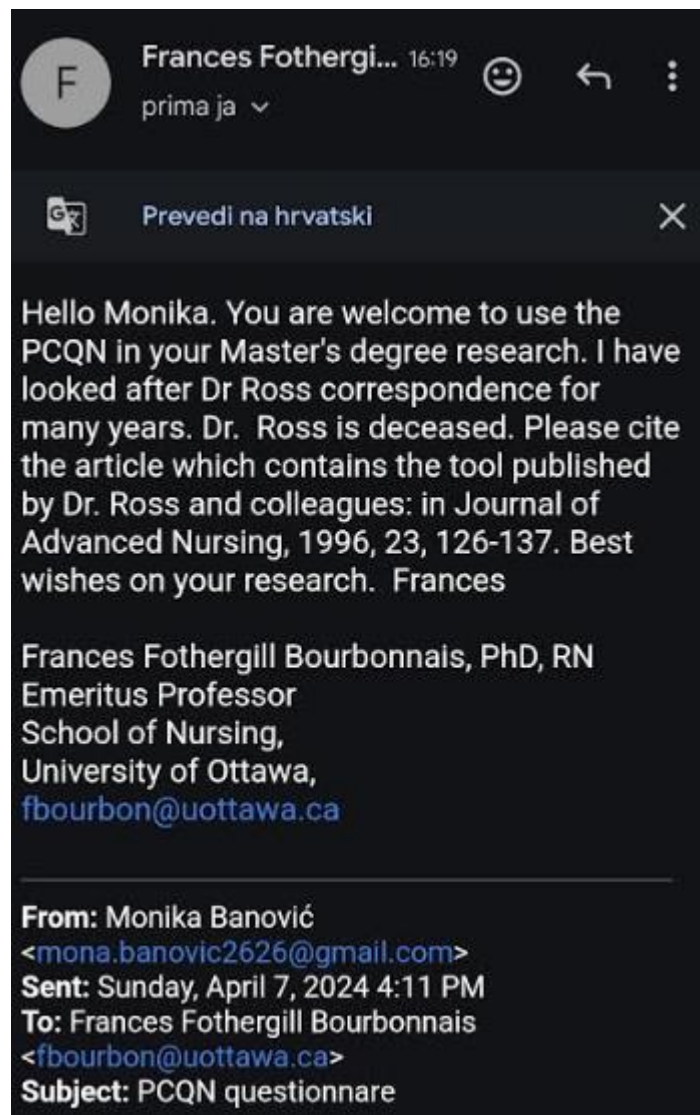 F
Frances Fothergi... 16:19
prima ja
Prevedi na hrvatski
Hello Monika. You are welcome to use the
PCQN in your Master's degree research. I have
looked after Dr Ross correspondence for
many years. Dr.  Ross is deceased. Please cite
the article which contains the tool published
by Dr. Ross and colleagues: in Journal of
Advanced Nursing, 1996, 23, 126-137. Best
wishes on your research.  Frances
Frances Fothergill Bourbonnais, PhD, RN
Emeritus Professor
School of Nursing,
University of Ottawa,
fbourbon@uottawa.ca
From: Monika Banović
<mona.banovic2626@gmail.com>
Sent: Sunday, April 7, 2024 4:11 PM
To: Frances Fothergill Bourbonnais
<fbourbon@uottawa.ca>
Subject: PCQN questionnare